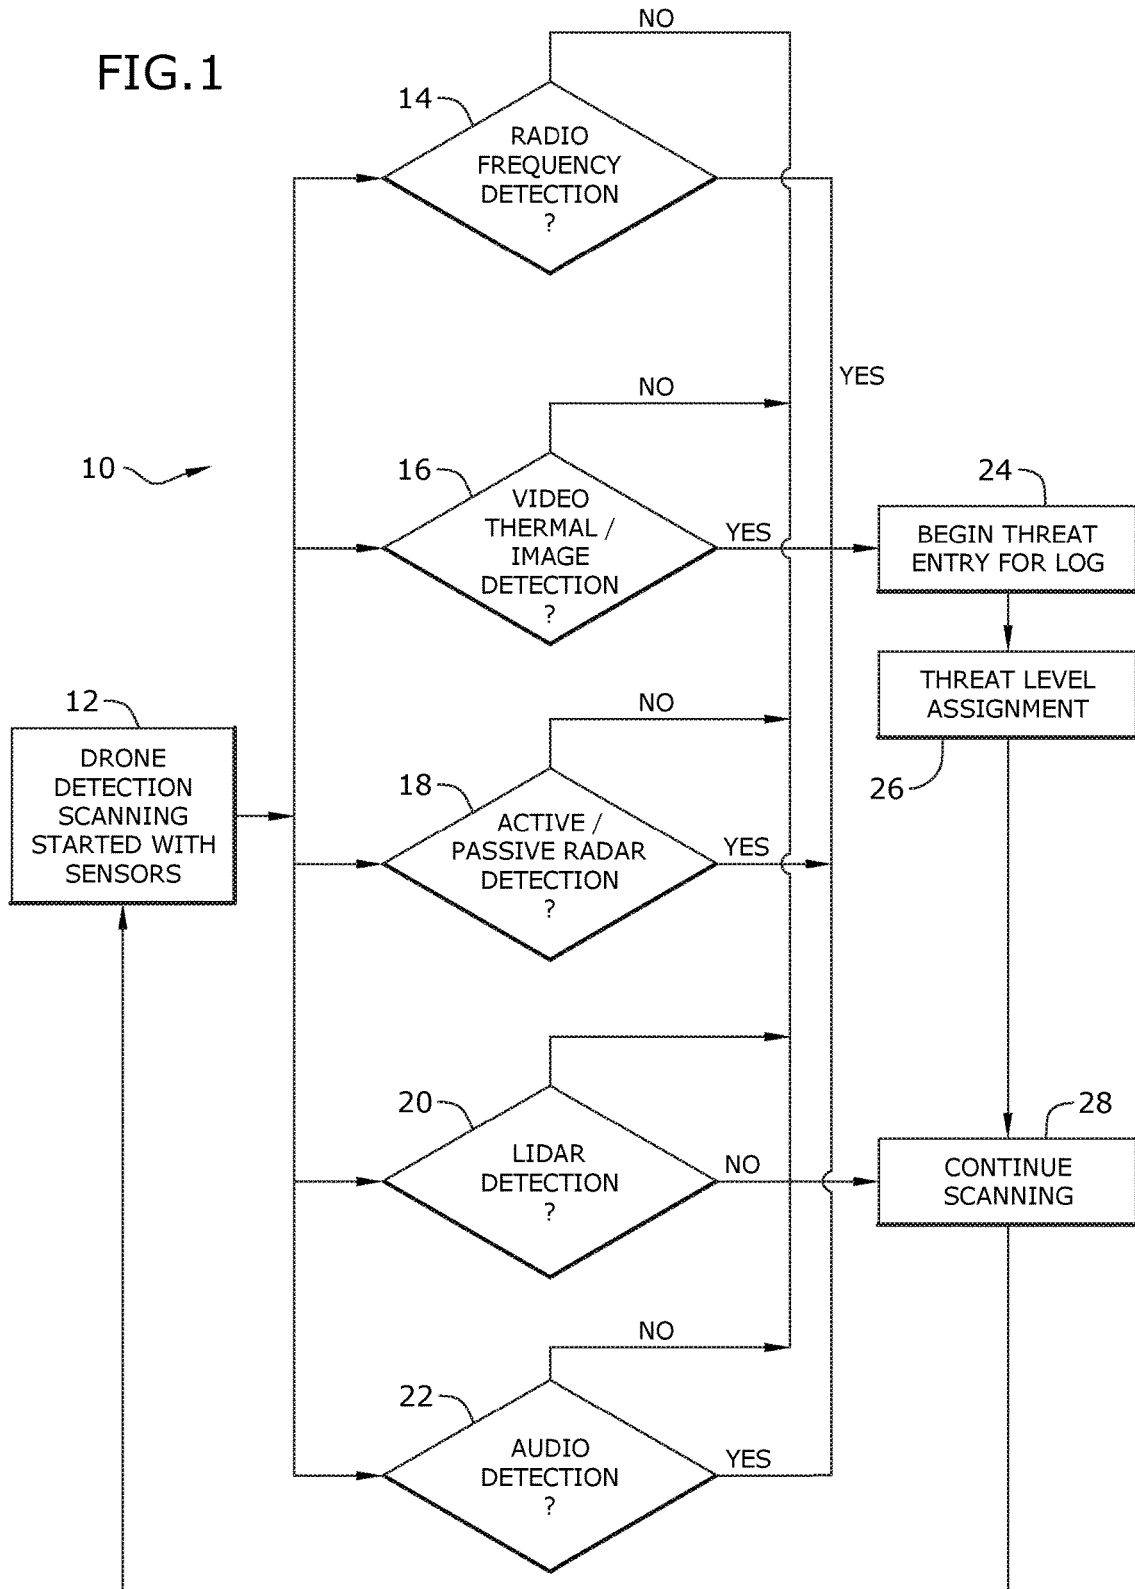 FIG.1
NO
14
RADIO
FREQUENCY
DETECTION
?
YES
NO
10
16
VIDEO
THERMAL /
IMAGE
DETECTION
?
YES
24
BEGIN THREAT
ENTRY FOR LOG
THREAT LEVEL
ASSIGNMENT
26
12
DRONE
DETECTION
SCANNING
STARTED WITH
SENSORS
NO
18
ACTIVE /
PASSIVE RADAR
DETECTION
?
YES
20
LIDAR
DETECTION
?
NO
28
CONTINUE
SCANNING
NO
22
AUDIO
DETECTION
?
YES